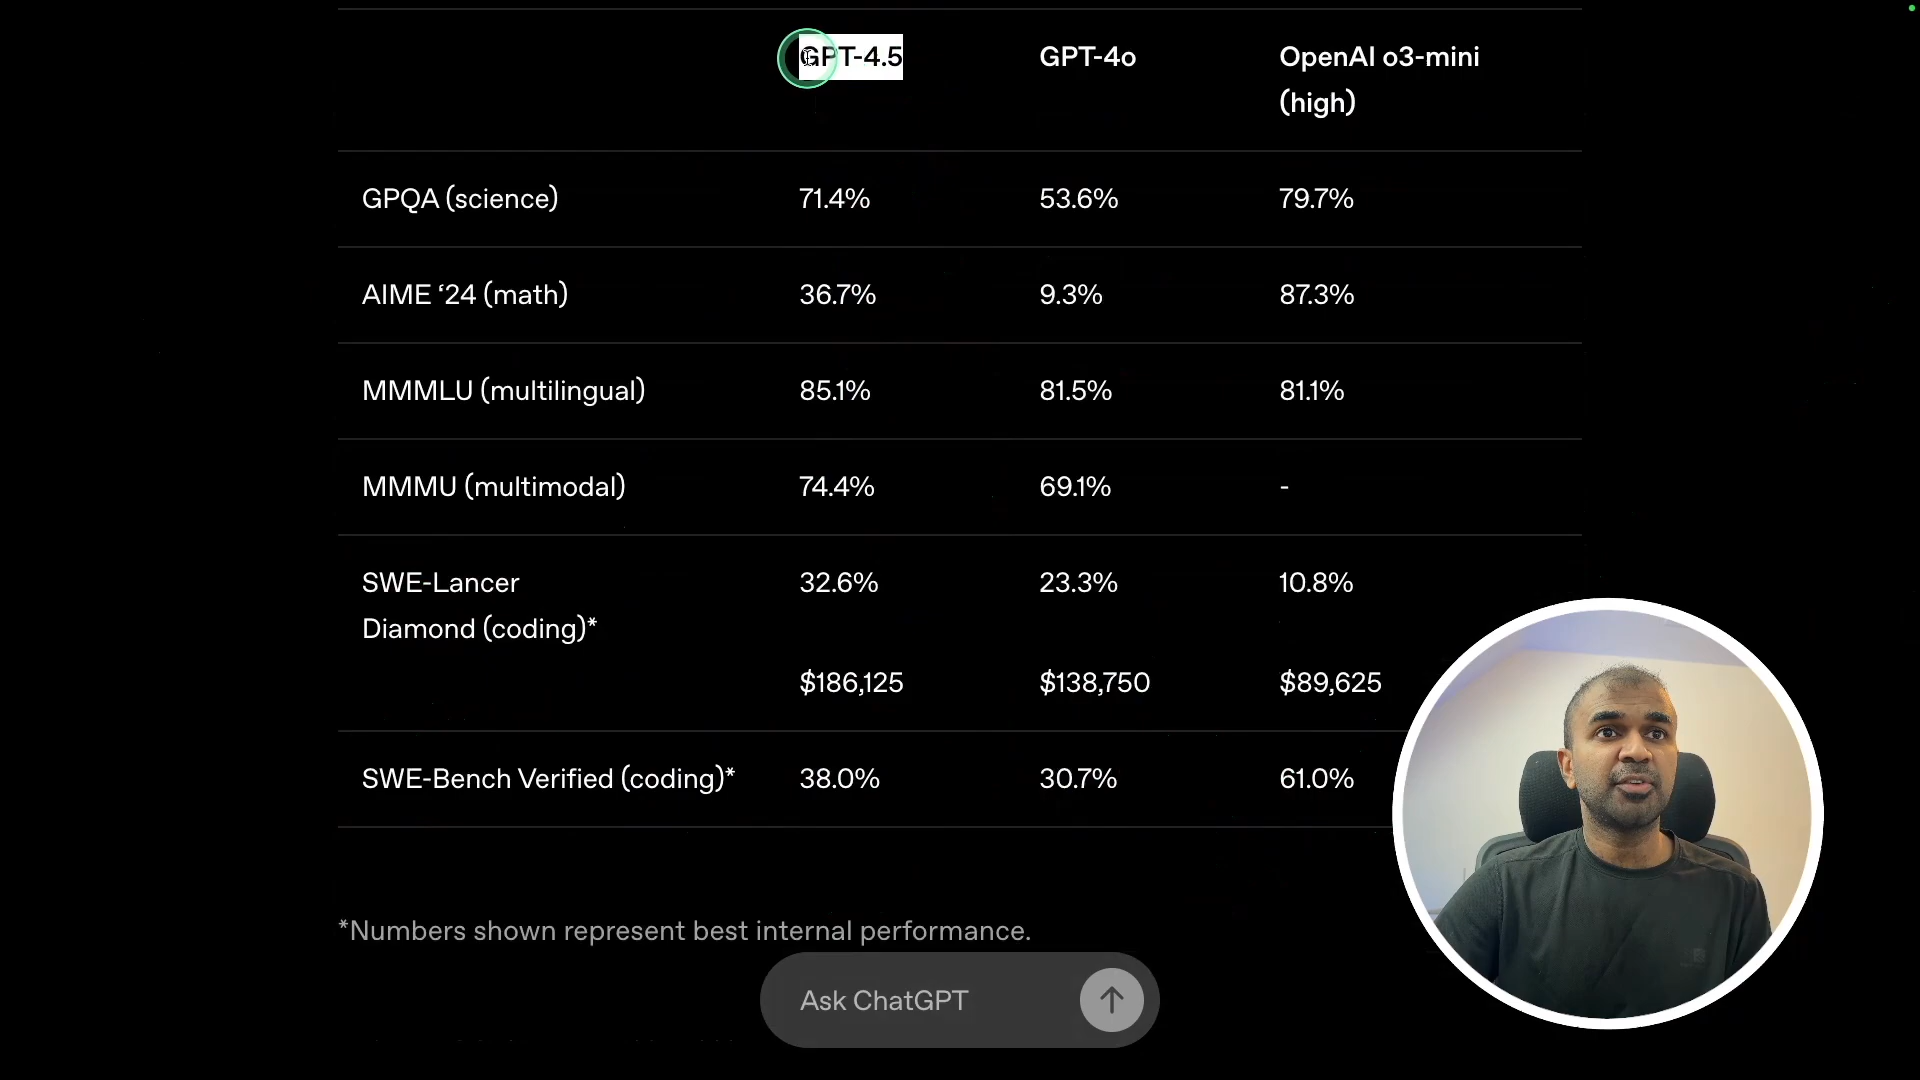 GPT-4.5 GPT-4o OpenAI o3-mini
(high)
GPQA (science) 71.4% 53.6% 79.7%
AIME ‘24 (math) 36.7% 9.3% 87.3%
MMMLU (multilingual) 85.1% 81.5% 81.1%
MMMU (multimodal) 74.4% 69.1% -
SWE-Lancer 32.6% 23.3% 10.8%
Diamond (coding)*
$186,125 $138,750 $89,625
SWE-Bench Verified (coding)* 38.0% 30.7% 61.0%
*Numbers shown represent best internal performance.
Ask ChatGPT